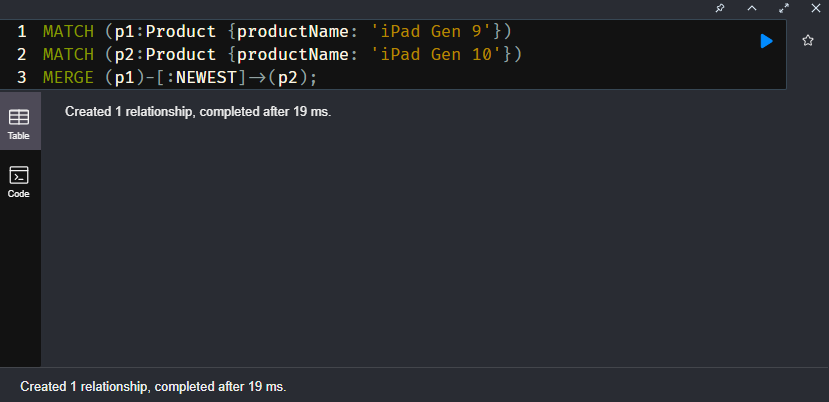 1 MATCH (p1:Product {productName: 'iPad Gen 9'})
2 MATCH (p2:Product {productName: 'iPad Gen 10'})
3 MERGE (p1)-[:NEWEST]->(p2);
Created 1 relationship, completed after 19 ms.
Table
Code
Created 1 relationship, completed after 19 ms.